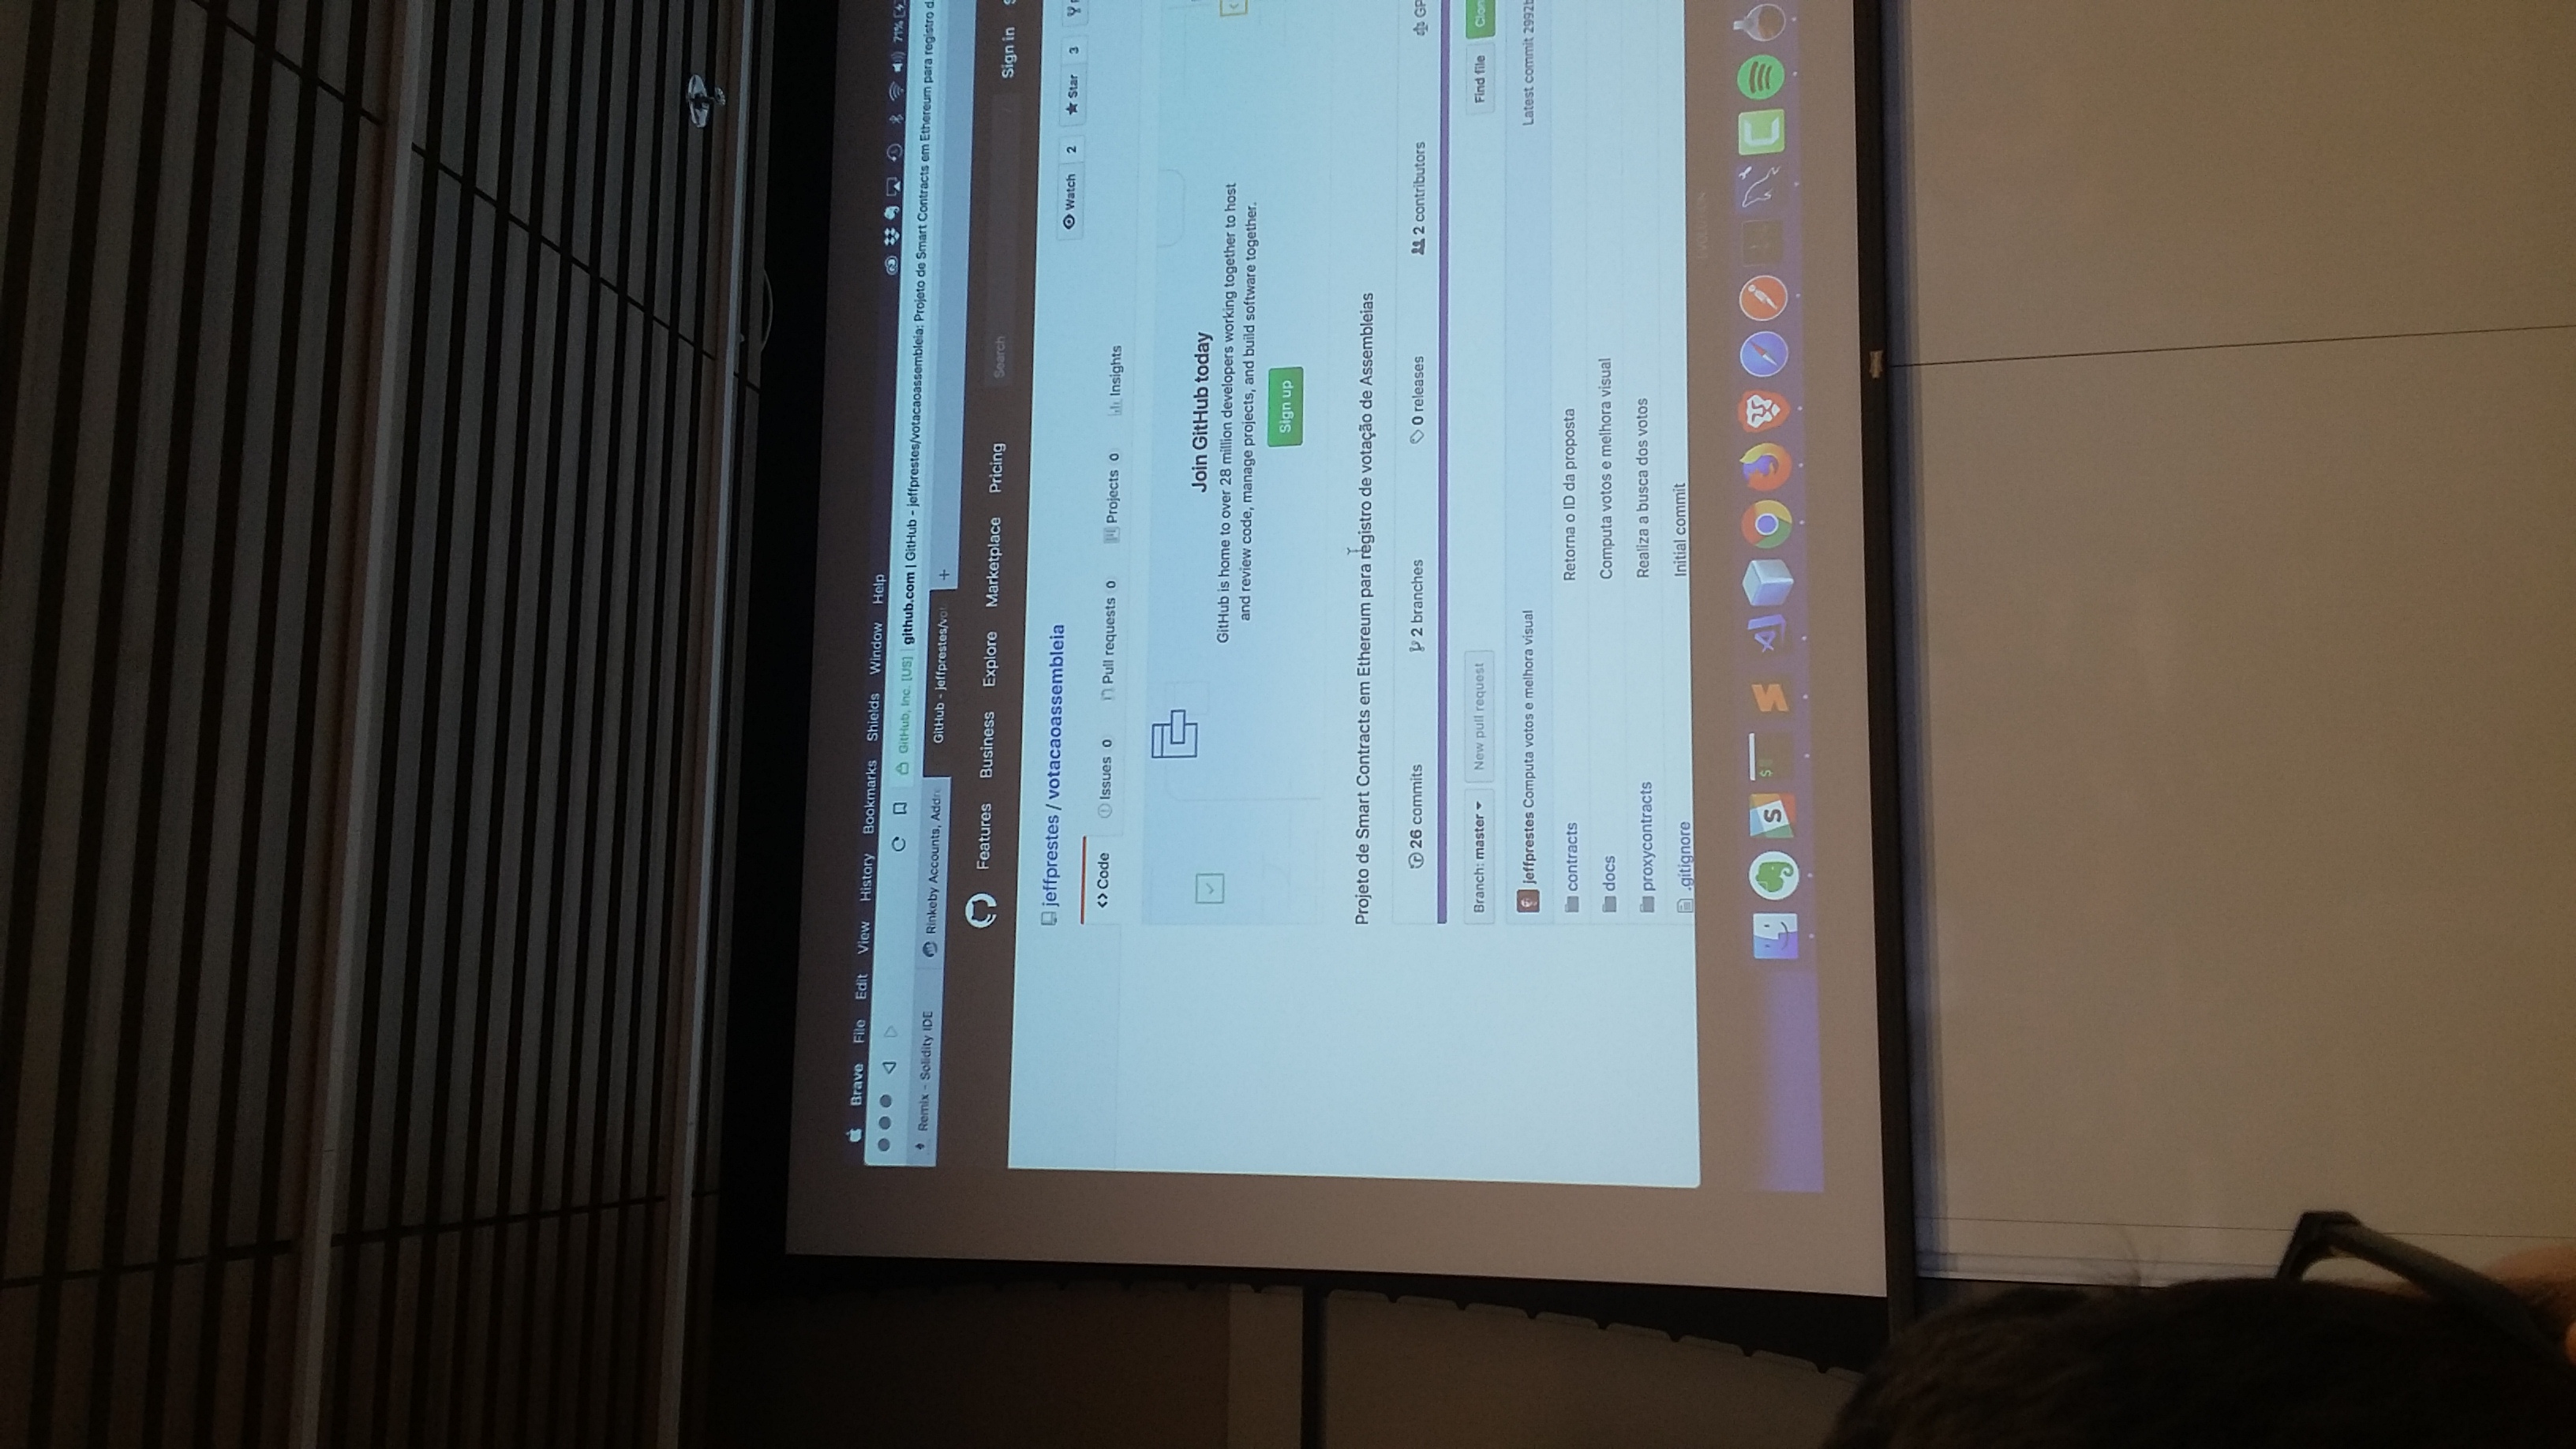 Brave File Edit View History Bookmarks Shields Window Help
71%
GitHub, Inc. [US] github.com | GitHub - jeffprestes/votacaoassembleia: Projeto de Smart Contracts em Ethereum para registro d
Remix - Solidity IDE Rinkeby Accounts, Addre GitHub - jeffprestes/vot +
Features Business Explore Marketplace Pricing Search Sign in
jeffprestes / votacaoassembleia
Watch 2 Star 3
<> Code Issues 0 Pull requests 0 Projects 0 Insights
Join GitHub today
GitHub is home to over 28 million developers working together to host
and review code, manage projects, and build software together.
Sign up
Projeto de Smart Contracts em Ethereum para registro de votação de Assembleias
26 commits 2 branches 0 releases 2 contributors GP
Branch: master New pull request Find file Clon
jeffprestes Computa votos e melhora visual Latest commit 2992b
contracts Retorna o ID da proposta
docs Computa votos e melhora visual
proxycontracts Realiza a busca dos votos
.gitignore Initial commit